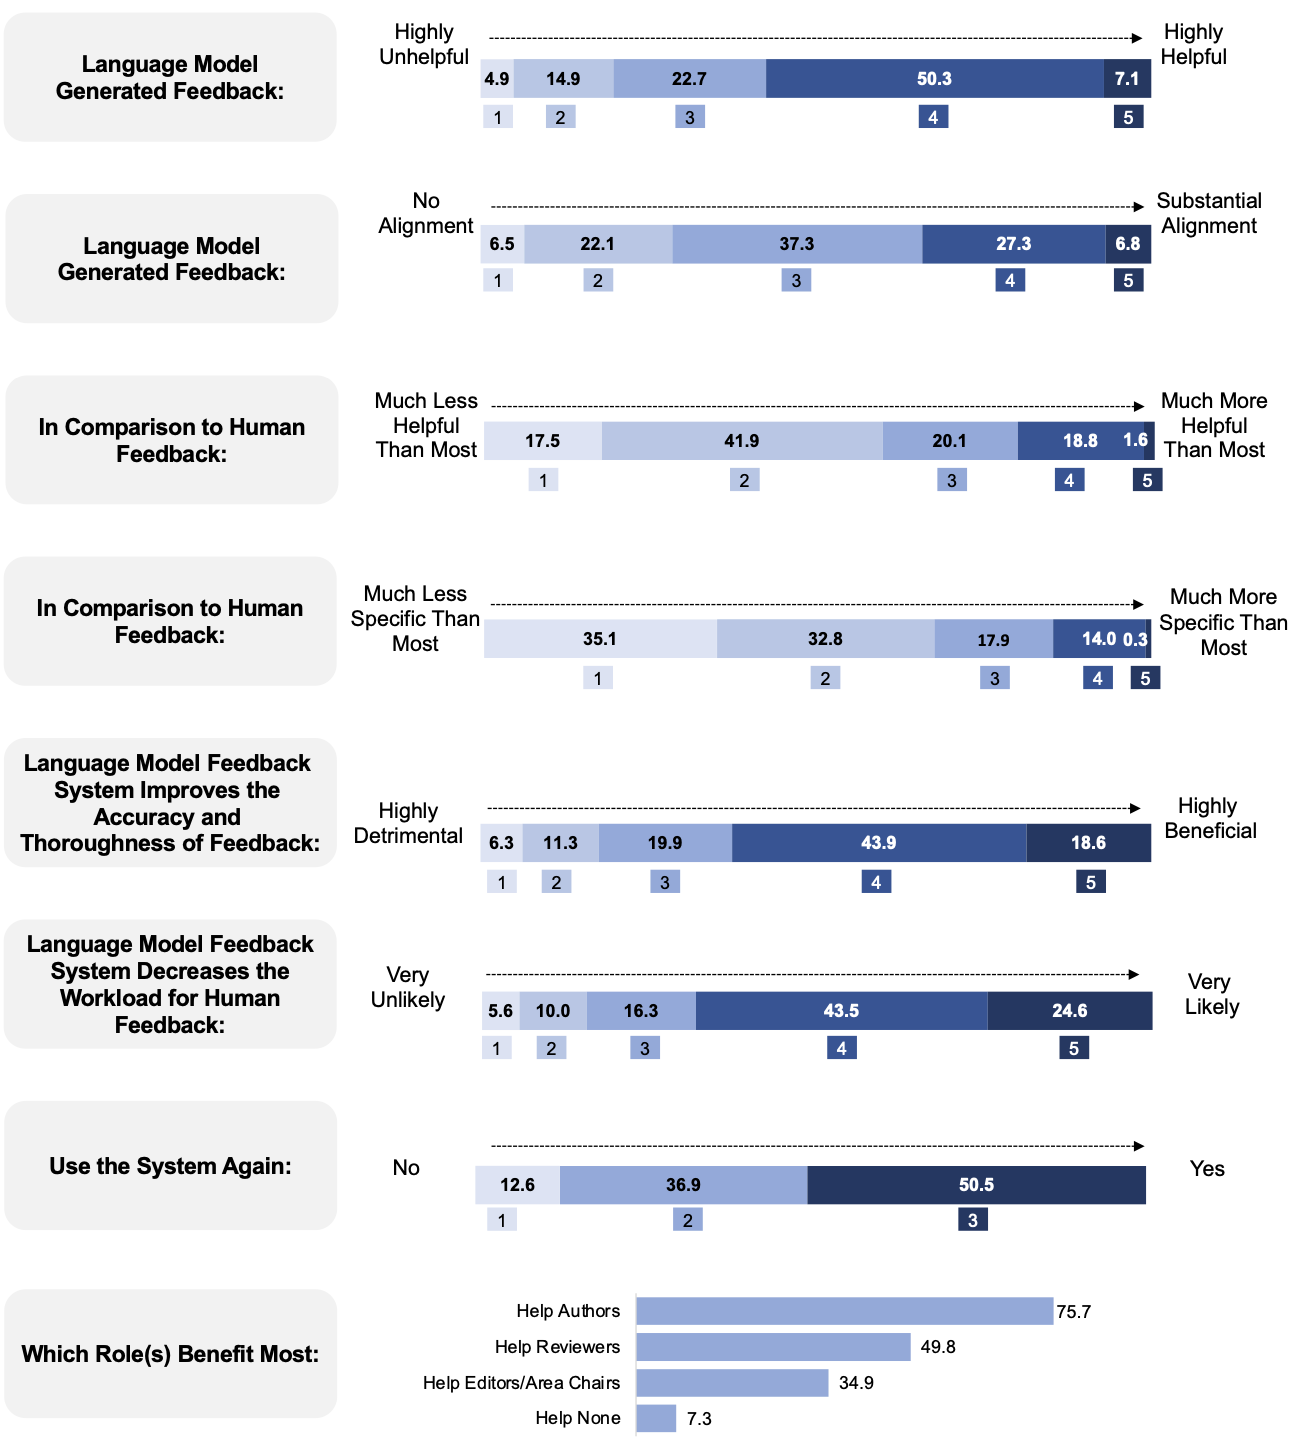 Language Model
Generated Feedback:
Highly
Unhelpful
Highly
Helpful
4.9 14.9 22.7 50.3 7.1
1 2 3 4 5
Language Model
Generated Feedback:
No
Alignment
Substantial
Alignment
6.5 22.1 37.3 27.3 6.8
1 2 3 4 5
In Comparison to Human
Feedback:
Much Less
Helpful
Than Most
Much More
Helpful
Than Most
17.5 41.9 20.1 18.8 1.6
1 2 3 4 5
In Comparison to Human
Feedback:
Much Less
Specific Than
Most
Much More
Specific Than
Most
35.1 32.8 17.9 14.0 0.3
1 2 3 4 5
Language Model Feedback
System Improves the
Accuracy and
Thoroughness of Feedback:
Highly
Detrimental
Highly
Beneficial
6.3 11.3 19.9 43.9 18.6
1 2 3 4 5
Language Model Feedback
System Decreases the
Workload for Human
Feedback:
Very
Unlikely
Very
Likely
5.6 10.0 16.3 43.5 24.6
1 2 3 4 5
Use the System Again:
No
Yes
12.6 36.9 50.5
1 2 3
Which Role(s) Benefit Most:
Help Authors 75.7
Help Reviewers 49.8
Help Editors/Area Chairs 34.9
Help None 7.3